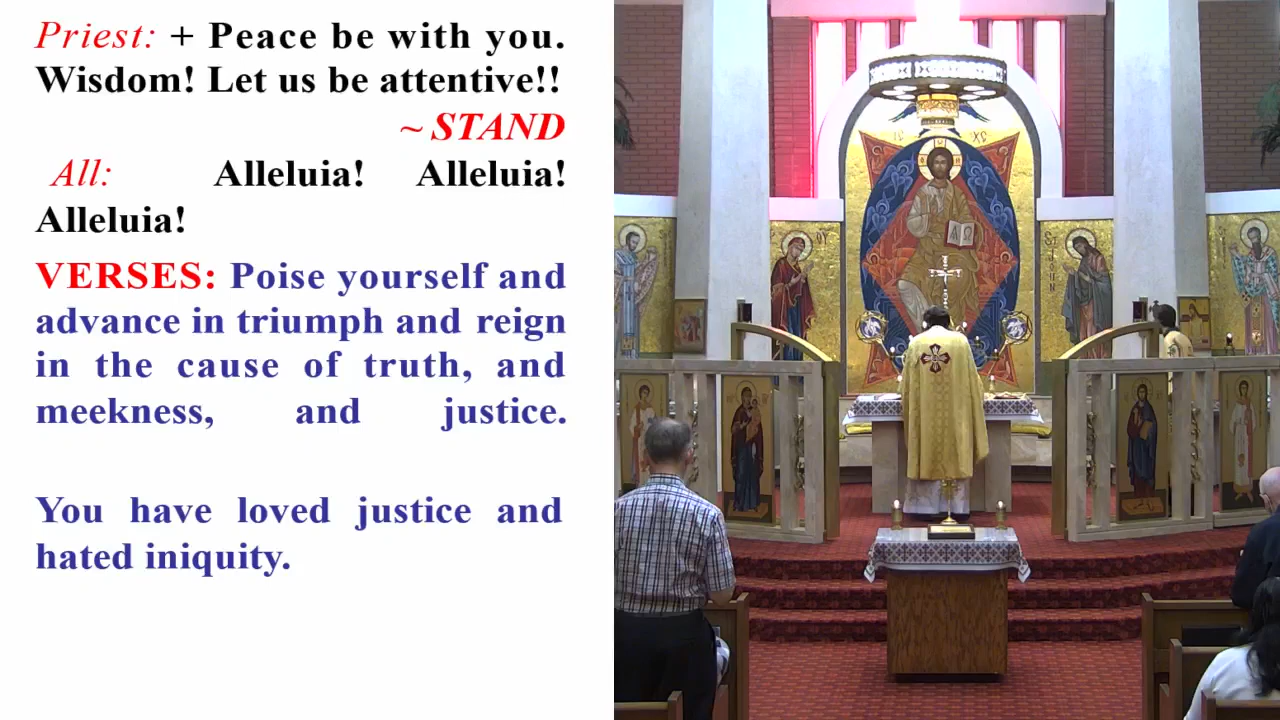 Priest: + Peace be with you.
Wisdom! Let us be attentive!!
~ STAND
All: Alleluia! Alleluia!
Alleluia!
VERSES: Poise yourself and
advance in triumph and reign
in the cause of truth, and
meekness, and justice.
You have loved justice and
hated iniquity.
IC XC
Α Ω